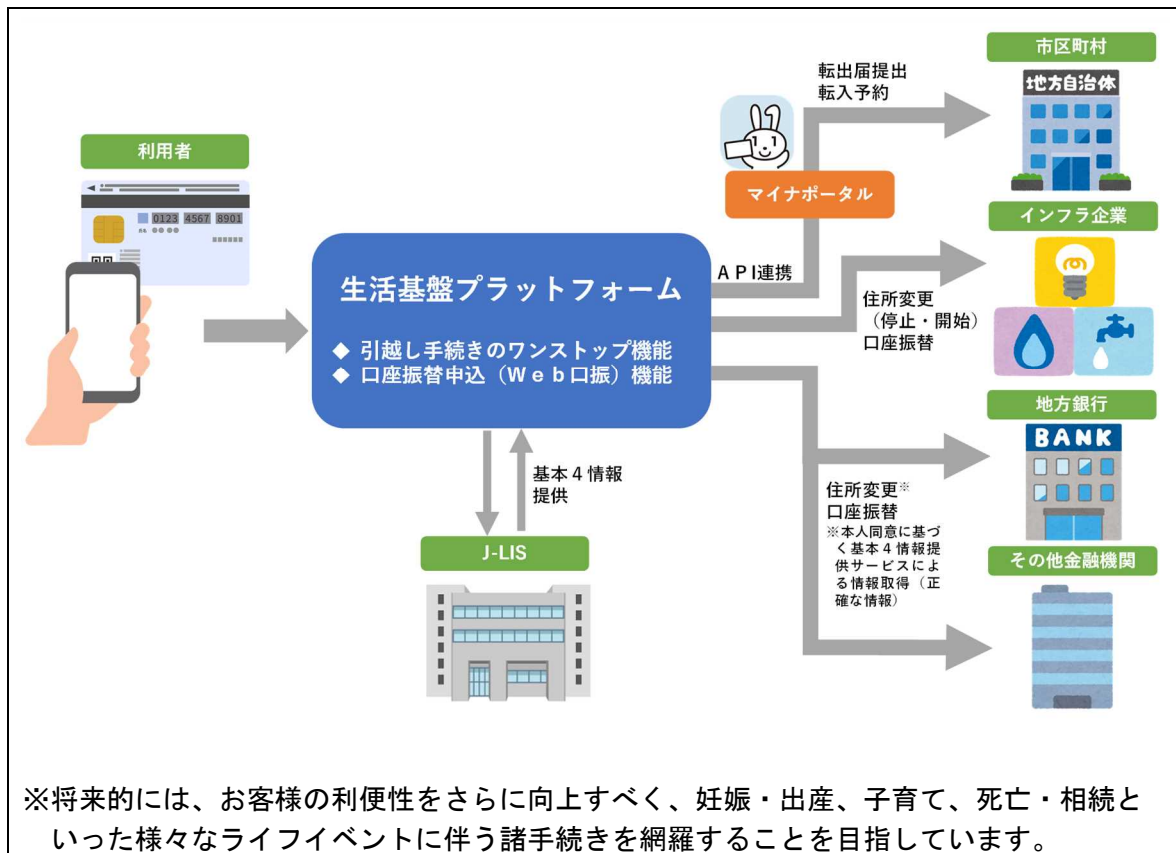 利用者
0123 4567 8901
生活基盤プラットフォーム
◆ 引越し手続きのワンストップ機能
◆ 口座振替申込（Ｗｅｂ口振）機能
基本４情報
提供
J-LIS
転出届提出
転入予約
マイナポータル
ＡＰＩ連携
市区町村
地方自治体
インフラ企業
住所変更
（停止・開始）
口座振替
地方銀行
BANK
住所変更※
口座振替
※本人同意に基づ
く基本４情報提
供サービスによ
る情報取得（正
確な情報）
その他金融機関
※将来的には、お客様の利便性をさらに向上すべく、妊娠・出産、子育て、死亡・相続と
いった様々なライフイベントに伴う諸手続きを網羅することを目指しています。